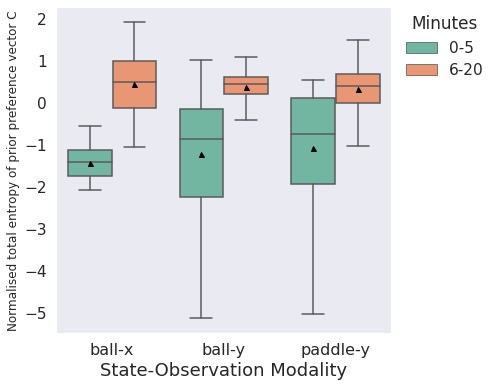 Normalised total entropy of prior preference vector C
2
1
0
−1
−2
−3
−4
−5
ball-x
ball-y
paddle-y
State-Observation Modality
Minutes
0-5
6-20